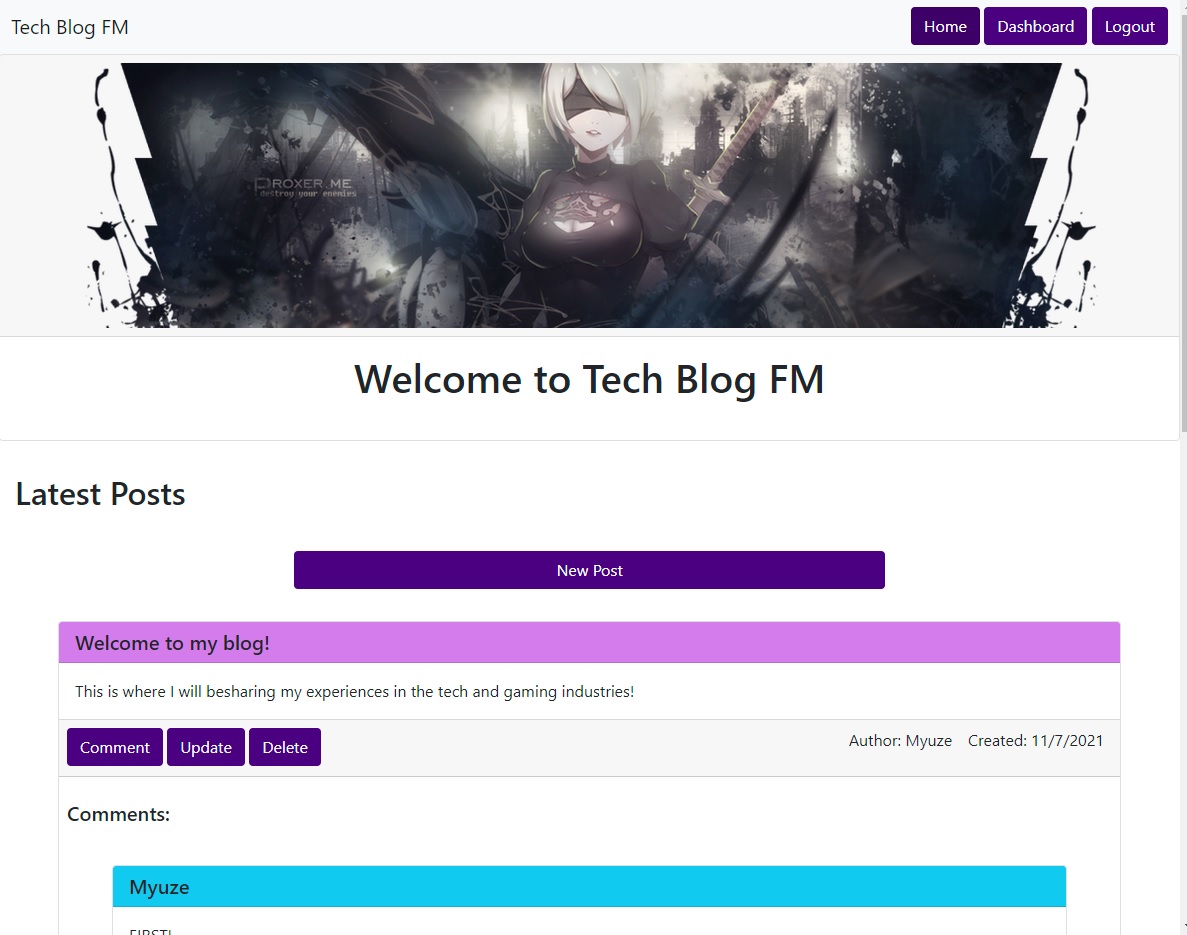 Tech Blog FM
Home Dashboard Logout
PROXER.ME
destroy your enemies
Welcome to Tech Blog FM
Latest Posts
New Post
Welcome to my blog!
This is where I will besharing my experiences in the tech and gaming industries!
Comment Update Delete Author: Myuze Created: 11/7/2021
Comments:
Myuze
FIRST!